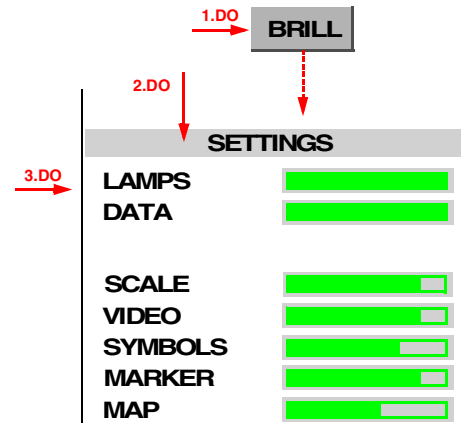 1.DO
BRILL
2.DO
SETTINGS
3.DO
LAMPS
DATA
SCALE
VIDEO
SYMBOLS
MARKER
MAP